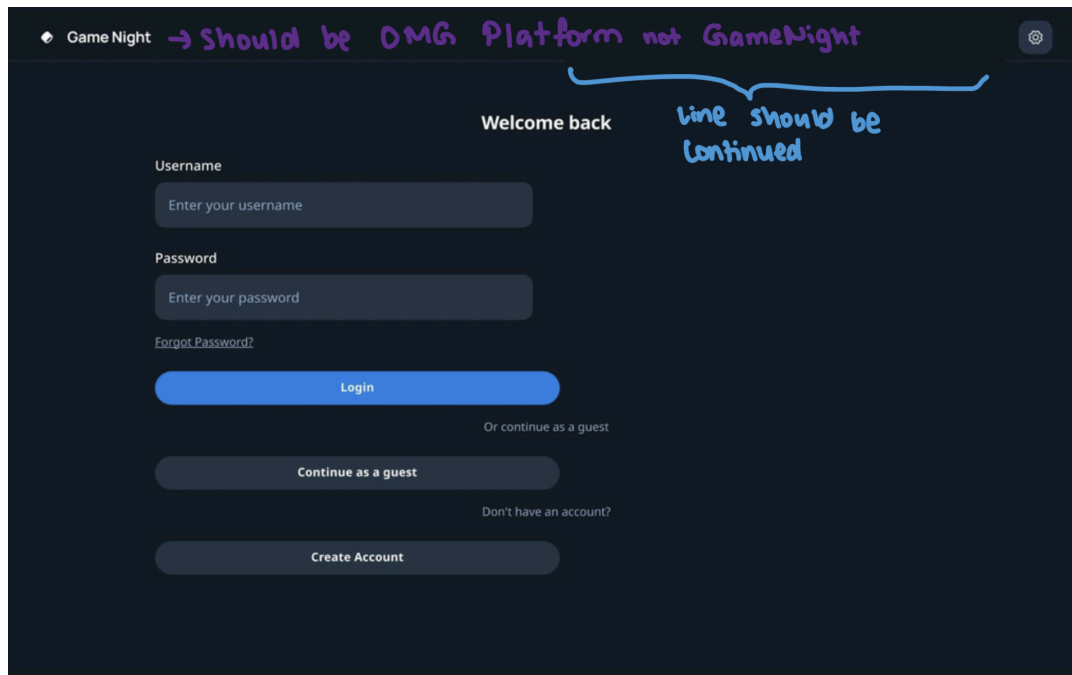 Game Night → Should be OMG Platform not GameNight
Line should be
Continued
Welcome back
Username
Enter your username
Password
Enter your password
Forgot Password?
Login
Or continue as a guest
Continue as a guest
Don't have an account?
Create Account